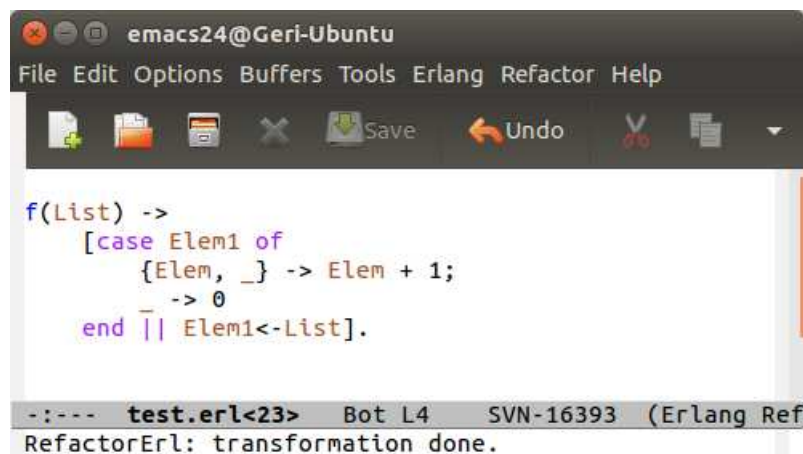 emacs24@Geri-Ubuntu
File Edit Options Buffers Tools Erlang Refactor Help
Save Undo
f(List) ->
    [case Elem1 of
        {Elem, _} -> Elem + 1;
        _ -> 0
    end || Elem1<-List].
-:--- test.erl<23> Bot L4 SVN-16393 (Erlang Ref
RefactorErl: transformation done.